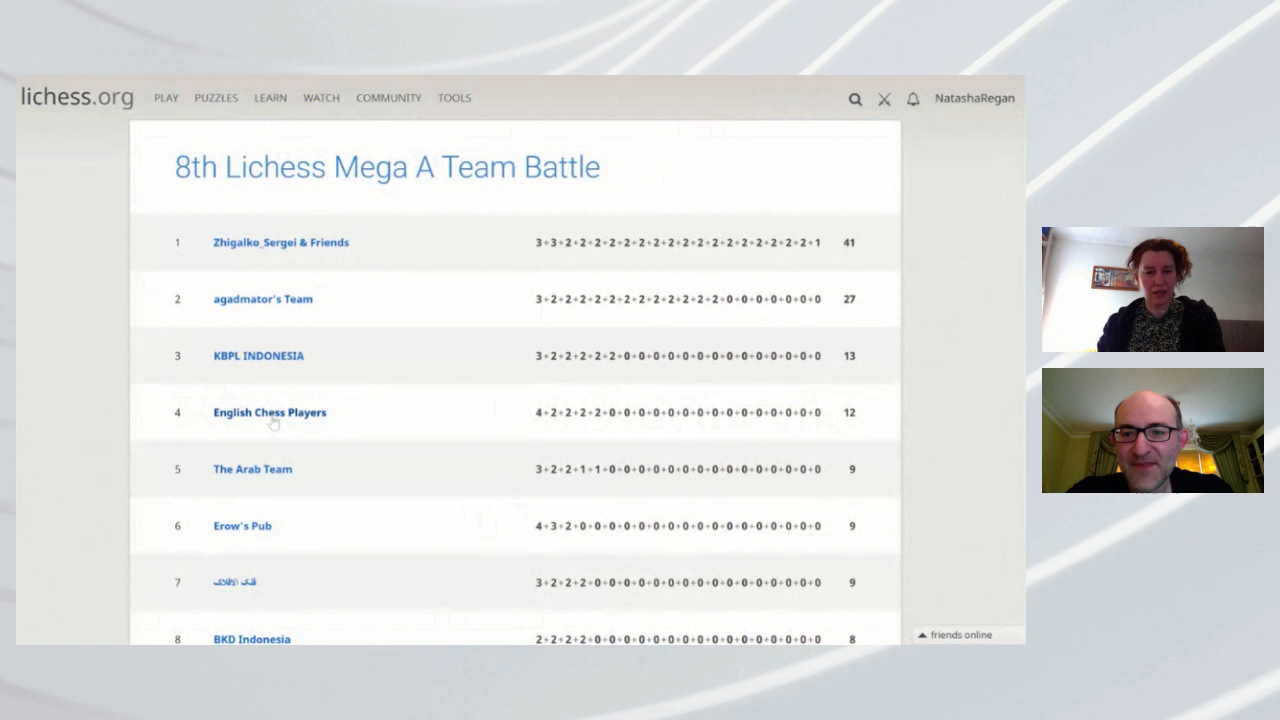 lichess.org PLAY PUZZLES LEARN WATCH COMMUNITY TOOLS NatashaRegan
8th Lichess Mega A Team Battle
1 Zhigalko_Sergei & Friends 3+3+2+2+2+2+2+2+2+2+2+2+2+2+2+2+2+2+2+1 41
2 agadmator's Team 3+2+2+2+2+2+2+2+2+2+2+2+2+0+0+0+0+0+0+0 27
3 KBPL INDONESIA 3+2+2+2+2+2+0+0+0+0+0+0+0+0+0+0+0+0+0+0 13
4 English Chess Players 4+2+2+2+2+0+0+0+0+0+0+0+0+0+0+0+0+0+0+0 12
5 The Arab Team 3+2+2+1+1+0+0+0+0+0+0+0+0+0+0+0+0+0+0+0 9
6 Erow's Pub 4+3+2+0+0+0+0+0+0+0+0+0+0+0+0+0+0+0+0+0 9
7 فلک الافلاک 3+2+2+2+0+0+0+0+0+0+0+0+0+0+0+0+0+0+0+0 9
8 BKD Indonesia 2+2+2+2+0+0+0+0+0+0+0+0+0+0+0+0+0+0+0+0 8
friends online